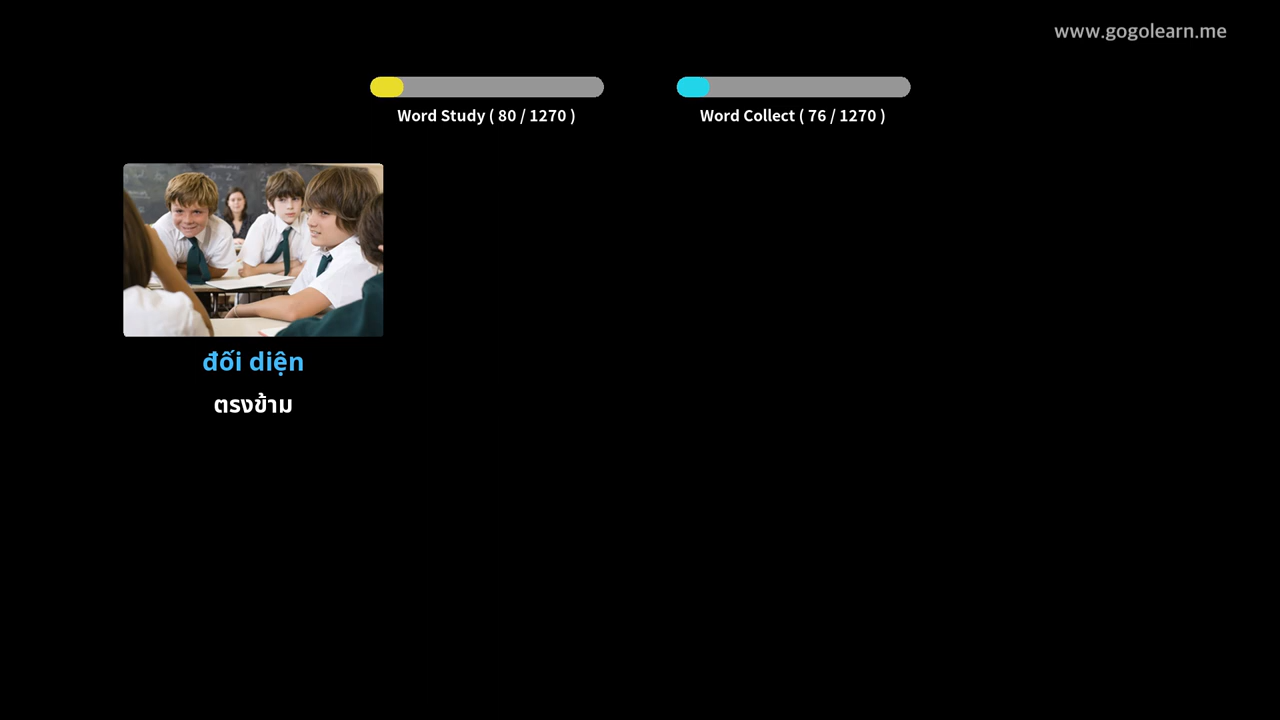 www.gogolearn.me
Word Study ( 80 / 1270 )
Word Collect ( 76 / 1270 )
đối diện
ตรงข้าม